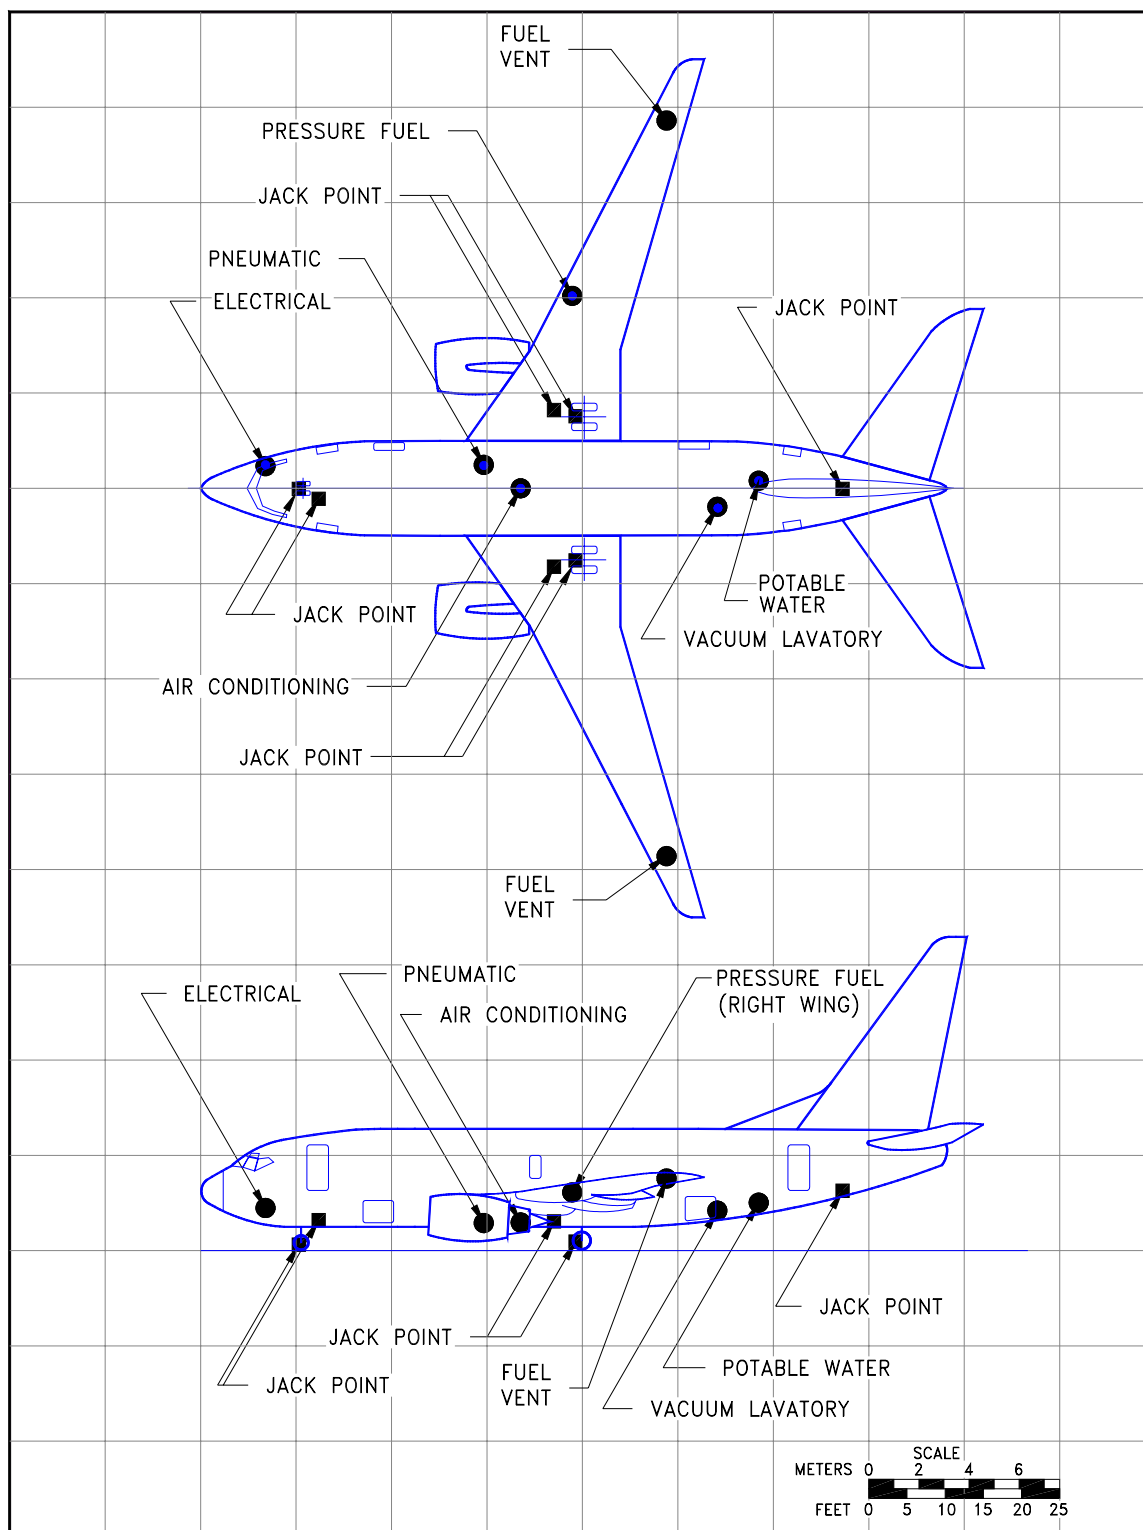 FUEL
VENT
PRESSURE FUEL
JACK POINT
PNEUMATIC
ELECTRICAL
JACK POINT
POTABLE
WATER
JACK POINT
VACUUM LAVATORY
AIR CONDITIONING
JACK POINT
FUEL
VENT
PNEUMATIC
PRESSURE FUEL
(RIGHT WING)
ELECTRICAL
AIR CONDITIONING
JACK POINT
JACK POINT
FUEL
VENT
POTABLE WATER
JACK POINT
VACUUM LAVATORY
SCALE
METERS 0 2 4 6
FEET 0 5 10 15 20 25